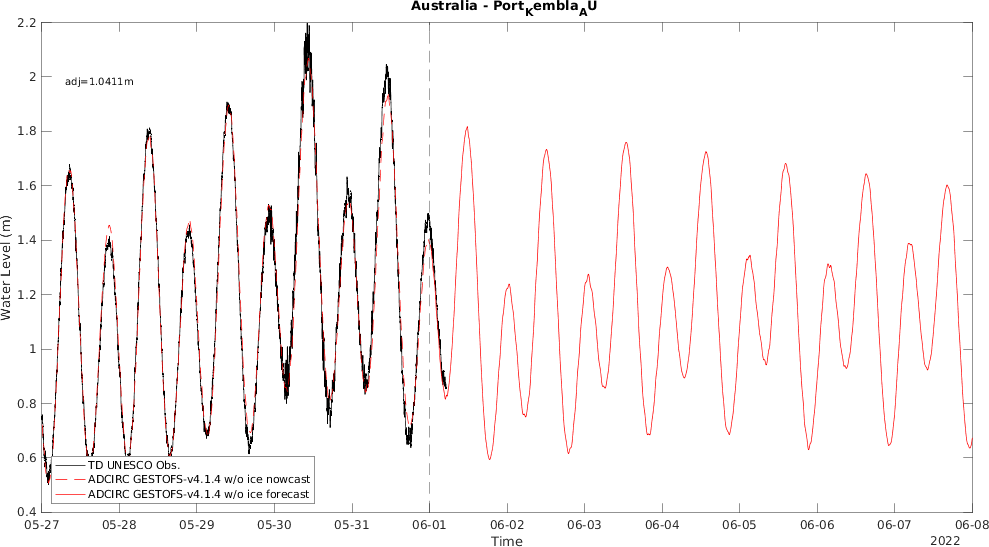 Australia - PortKemblaAU
2.2
2
adj=1.0411m
1.8
1.6
1.4
Water Level (m)
1.2
1
0.8
0.6
TD UNESCO Obs.
ADCIRC GESTOFS-v4.1.4 w/o ice nowcast
ADCIRC GESTOFS-v4.1.4 w/o ice forecast
0.4
05-27 05-28 05-29 05-30 05-31 06-01 06-02 06-03 06-04 06-05 06-06 06-07 06-08
Time
2022